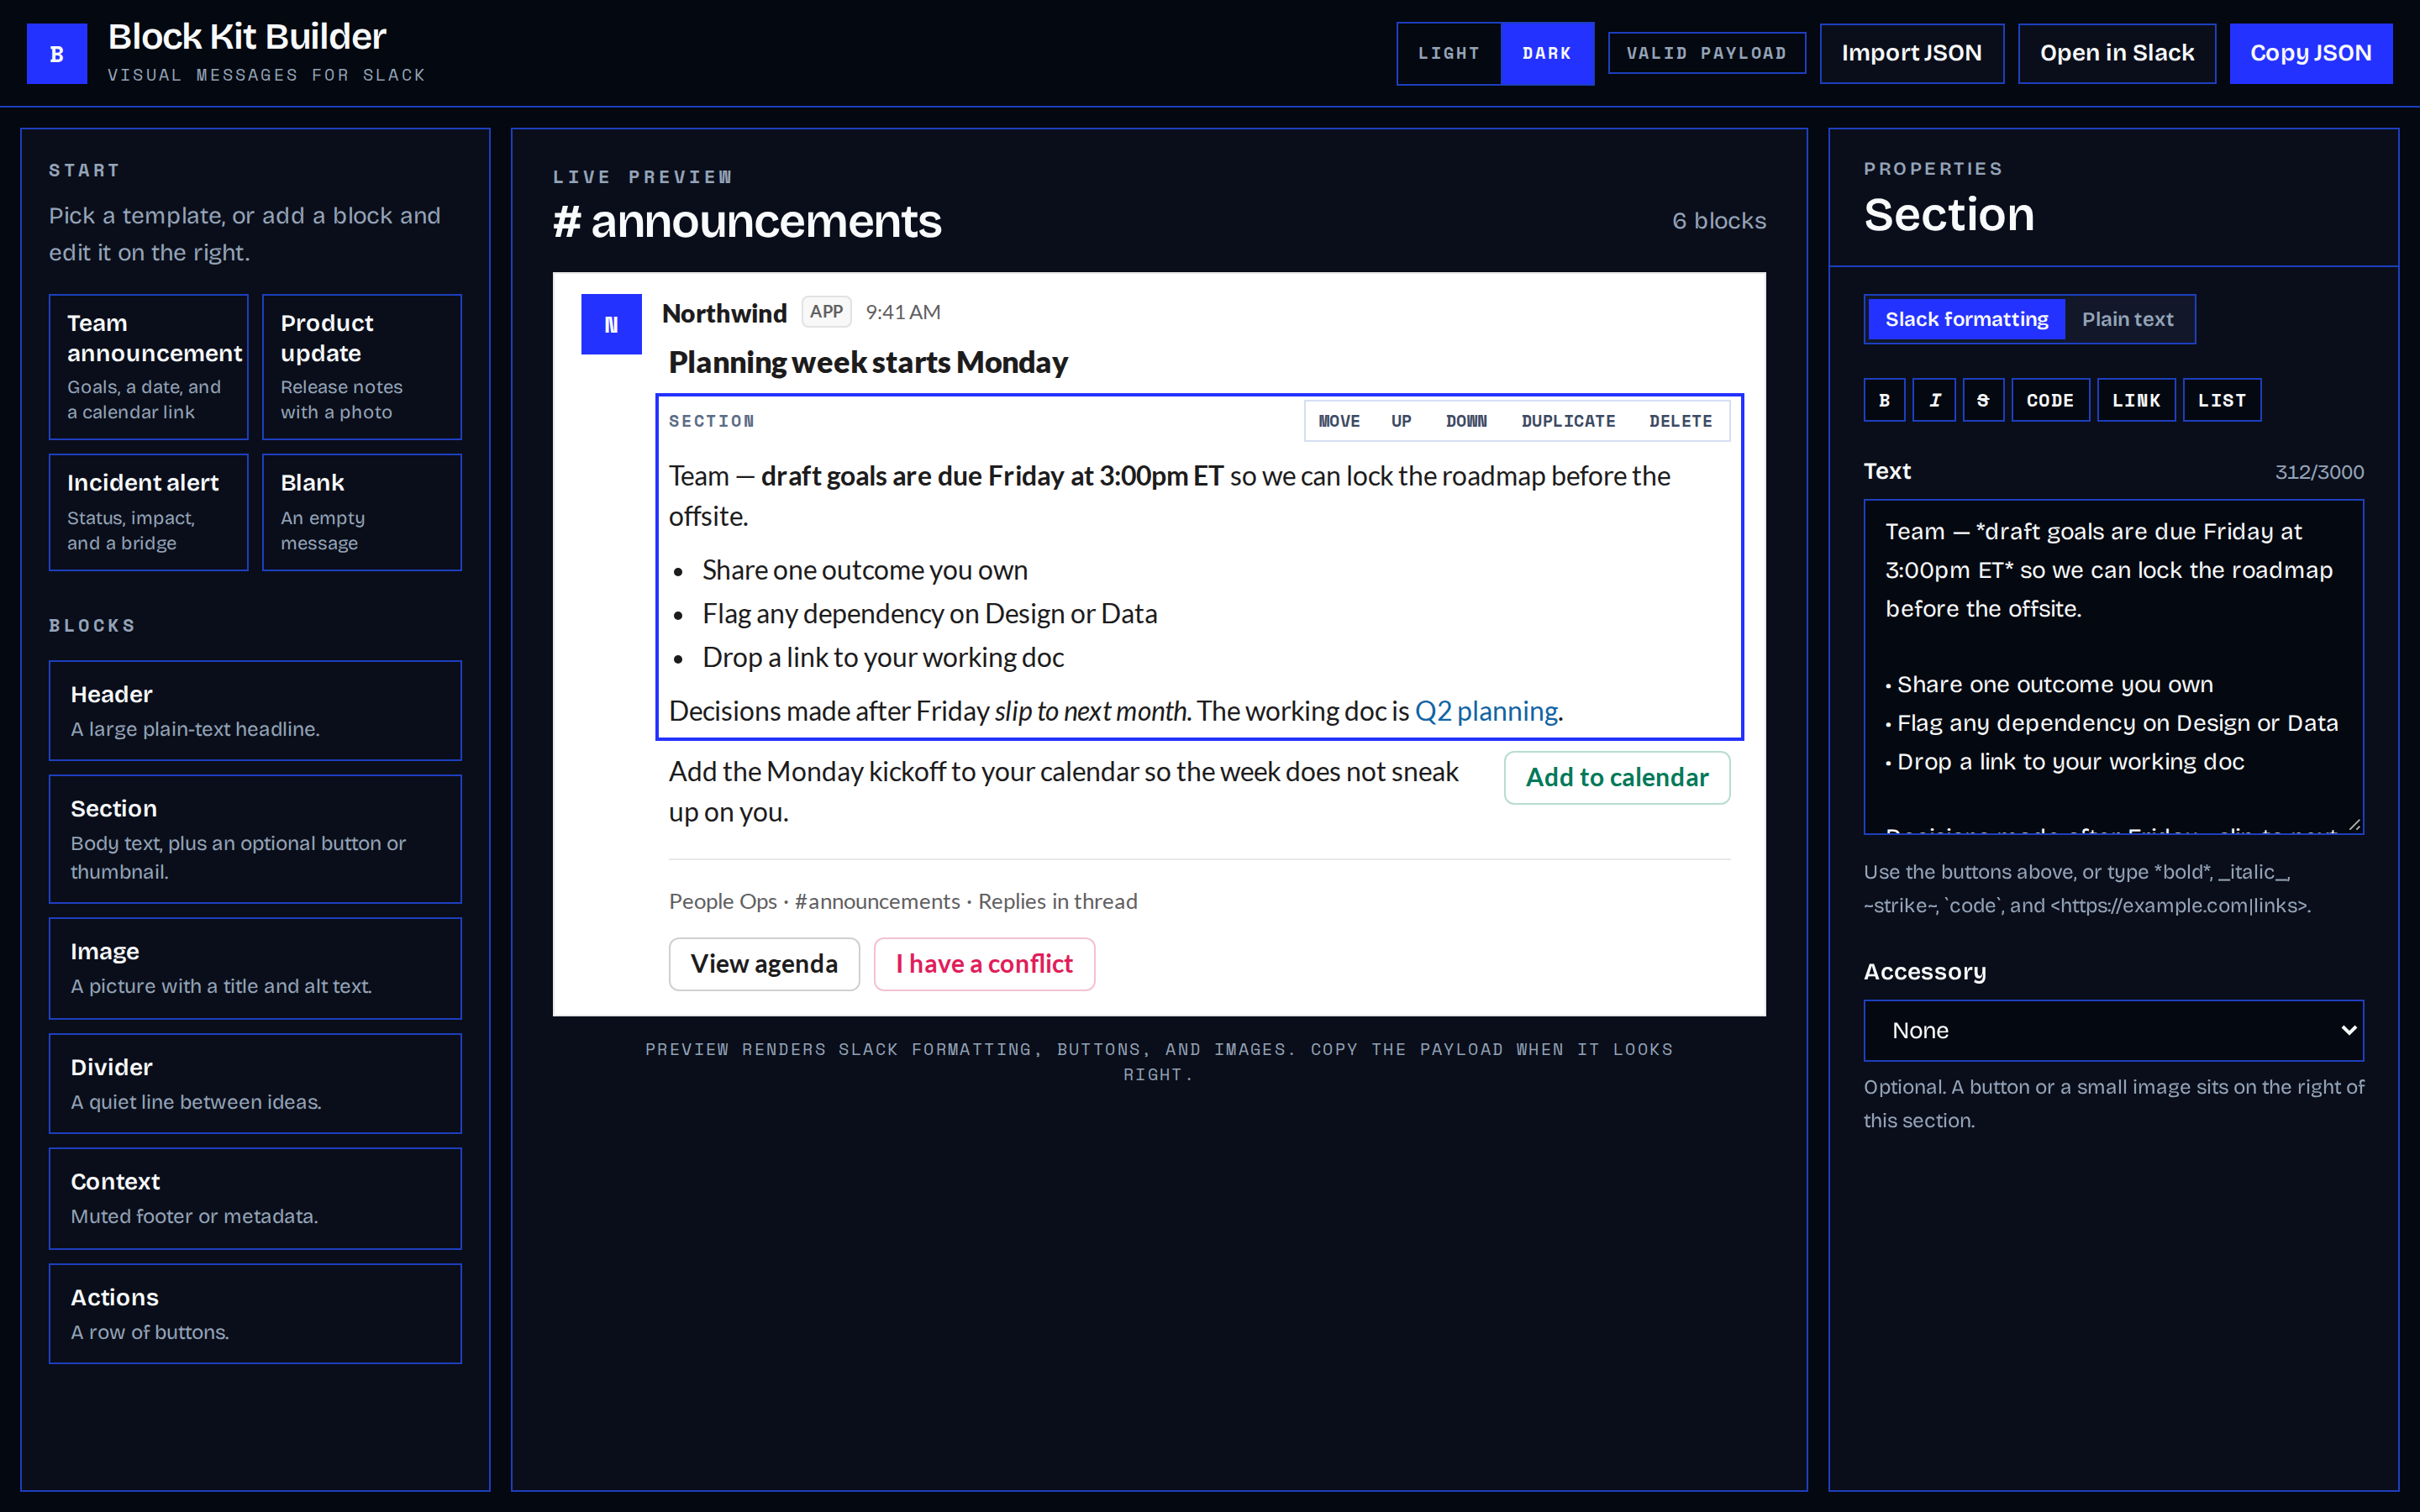 B
Block Kit Builder
VISUAL MESSAGES FOR SLACK
LIGHT
DARK
VALID PAYLOAD
Import JSON
Open in Slack
Copy JSON
START
Pick a template, or add a block and
edit it on the right.
Team
announcement
Goals, a date, and
a calendar link
Product
update
Release notes
with a photo
Incident alert
Status, impact,
and a bridge
Blank
An empty
message
BLOCKS
Header
A large plain-text headline.
Section
Body text, plus an optional button or
thumbnail.
Image
A picture with a title and alt text.
Divider
A quiet line between ideas.
Context
Muted footer or metadata.
Actions
A row of buttons.
LIVE PREVIEW
# announcements
6 blocks
N
Northwind APP 9:41 AM
Planning week starts Monday
SECTION
MOVE UP DOWN DUPLICATE DELETE
Team — draft goals are due Friday at 3:00pm ET so we can lock the roadmap before the
offsite.
• Share one outcome you own
• Flag any dependency on Design or Data
• Drop a link to your working doc
Decisions made after Friday slip to next month. The working doc is Q2 planning.
Add the Monday kickoff to your calendar so the week does not sneak
up on you.
Add to calendar
People Ops · #announcements · Replies in thread
View agenda
I have a conflict
PREVIEW RENDERS SLACK FORMATTING, BUTTONS, AND IMAGES. COPY THE PAYLOAD WHEN IT LOOKS
RIGHT.
PROPERTIES
Section
Slack formatting
Plain text
B I S CODE LINK LIST
Text
312/3000
Team — *draft goals are due Friday at
3:00pm ET* so we can lock the roadmap
before the offsite.
• Share one outcome you own
• Flag any dependency on Design or Data
• Drop a link to your working doc
Decisions made after Friday _slip to next
Use the buttons above, or type *bold*, _italic_,
~strike~, `code`, and <https://example.com|links>.
Accessory
None
Optional. A button or a small image sits on the right of
this section.